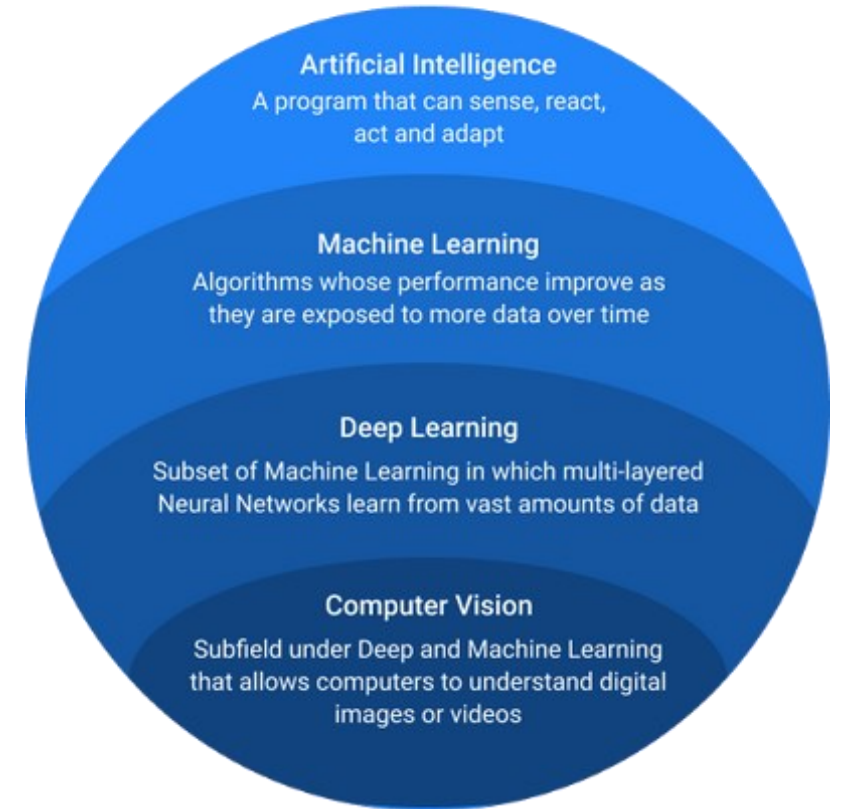 Artificial Intelligence
A program that can sense, react,
act and adapt
Machine Learning
Algorithms whose performance improve as
they are exposed to more data over time
Deep Learning
Subset of Machine Learning in which multi-layered
Neural Networks learn from vast amounts of data
Computer Vision
Subfield under Deep and Machine Learning
that allows computers to understand digital
images or videos